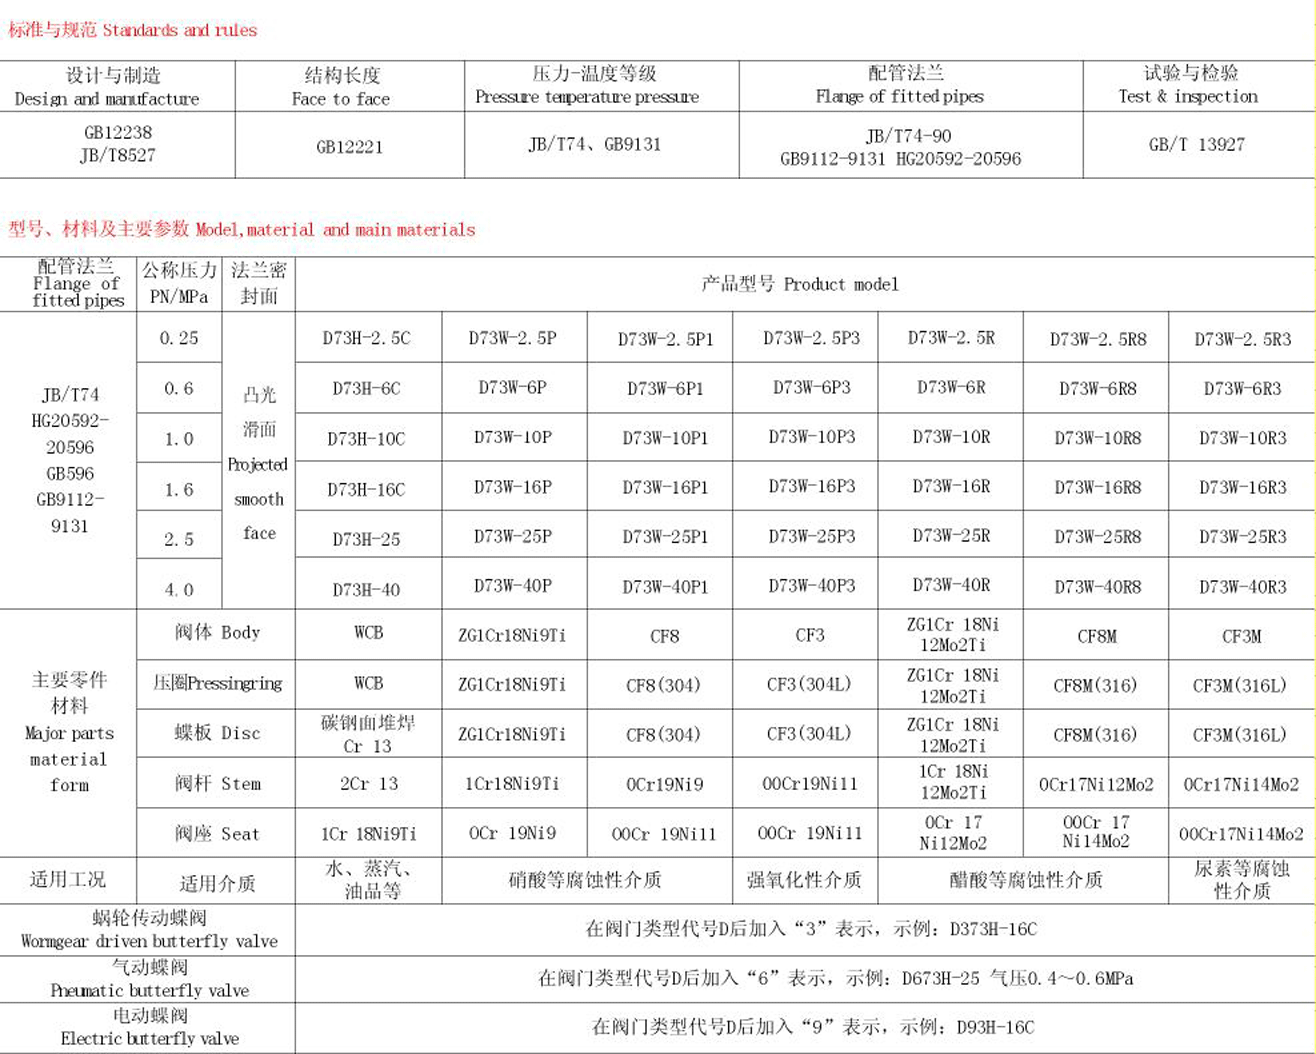 标准与规范 Standards and rules
设计与制造 结构长度 压力-温度等级 配管法兰 试验与检验
Design and manufacture Face to face Pressure temperature pressure Flange of fitted pipes Test & inspection
GB12238 JB/T74-90
JB/T8527 GB12221 JB/T74、GB9131 GB9112-9131 HG20592-20596 GB/T 13927
型号、材料及主要参数 Model,material and main materials
配管法兰 公称压力 法兰密
Flange of 产品型号 Product model
fitted pipes PN/MPa 封面
0.25 D73H-2.5C D73W-2.5P D73W-2.5P1 D73W-2.5P3 D73W-2.5R D73W-2.5R8 D73W-2.5R3
0.6 D73H-6C D73W-6P D73W-6P1 D73W-6P3 D73W-6R D73W-6R8 D73W-6R3
JB/T74 凸光
HG20592- 滑面
1.0 D73H-10C D73W-10P D73W-10P1 D73W-10P3 D73W-10R D73W-10R8 D73W-10R3
20596 Projected
GB596
1.6 D73H-16C D73W-16P D73W-16P1 D73W-16P3 D73W-16R D73W-16R8 D73W-16R3
GB9112- smooth
9131 face
2.5 D73H-25 D73W-25P D73W-25P1 D73W-25P3 D73W-25R D73W-25R8 D73W-25R3
4.0 D73H-40 D73W-40P D73W-40P1 D73W-40P3 D73W-40R D73W-40R8 D73W-40R3
阀体 Body WCB ZG1Cr18Ni9Ti CF8 CF3 ZG1Cr 18Ni CF8M CF3M
12Mo2Ti
主要零件
材料
Major parts
material
form
压圈Pressingring WCB ZG1Cr18Ni9Ti CF8(304) CF3(304L) ZG1Cr 18Ni CF8M(316) CF3M(316L)
12Mo2Ti
蝶板 Disc 碳钢面堆焊 ZG1Cr18Ni9Ti CF8(304) CF3(304L) ZG1Cr 18Ni CF8M(316) CF3M(316L)
Cr 13 12Mo2Ti
阀杆 Stem 2Cr 13 1Cr18Ni9Ti 0Cr19Ni9 00Cr19Ni11 1Cr 18Ni 0Cr17Ni12Mo2 0Cr17Ni14Mo2
12Mo2Ti
阀座 Seat 1Cr 18Ni9Ti 0Cr 19Ni9 00Cr 19Ni11 00Cr 19Ni11 0Cr 17 00Cr 17 00Cr17Ni14Mo2
Ni12Mo2 Ni14Mo2
适用工况 适用介质 水、蒸汽、 硝酸等腐蚀性介质 强氧化性介质 醋酸等腐蚀性介质 尿素等腐蚀
油品等 性介质
蜗轮传动蝶阀
Wormgear driven butterfly valve 在阀门类型代号D后加入“3”表示，示例：D373H-16C
气动蝶阀
Pneumatic butterfly valve 在阀门类型代号D后加入“6”表示，示例：D673H-25 气压0.4～0.6MPa
电动蝶阀
Electric butterfly valve 在阀门类型代号D后加入“9”表示，示例：D93H-16C